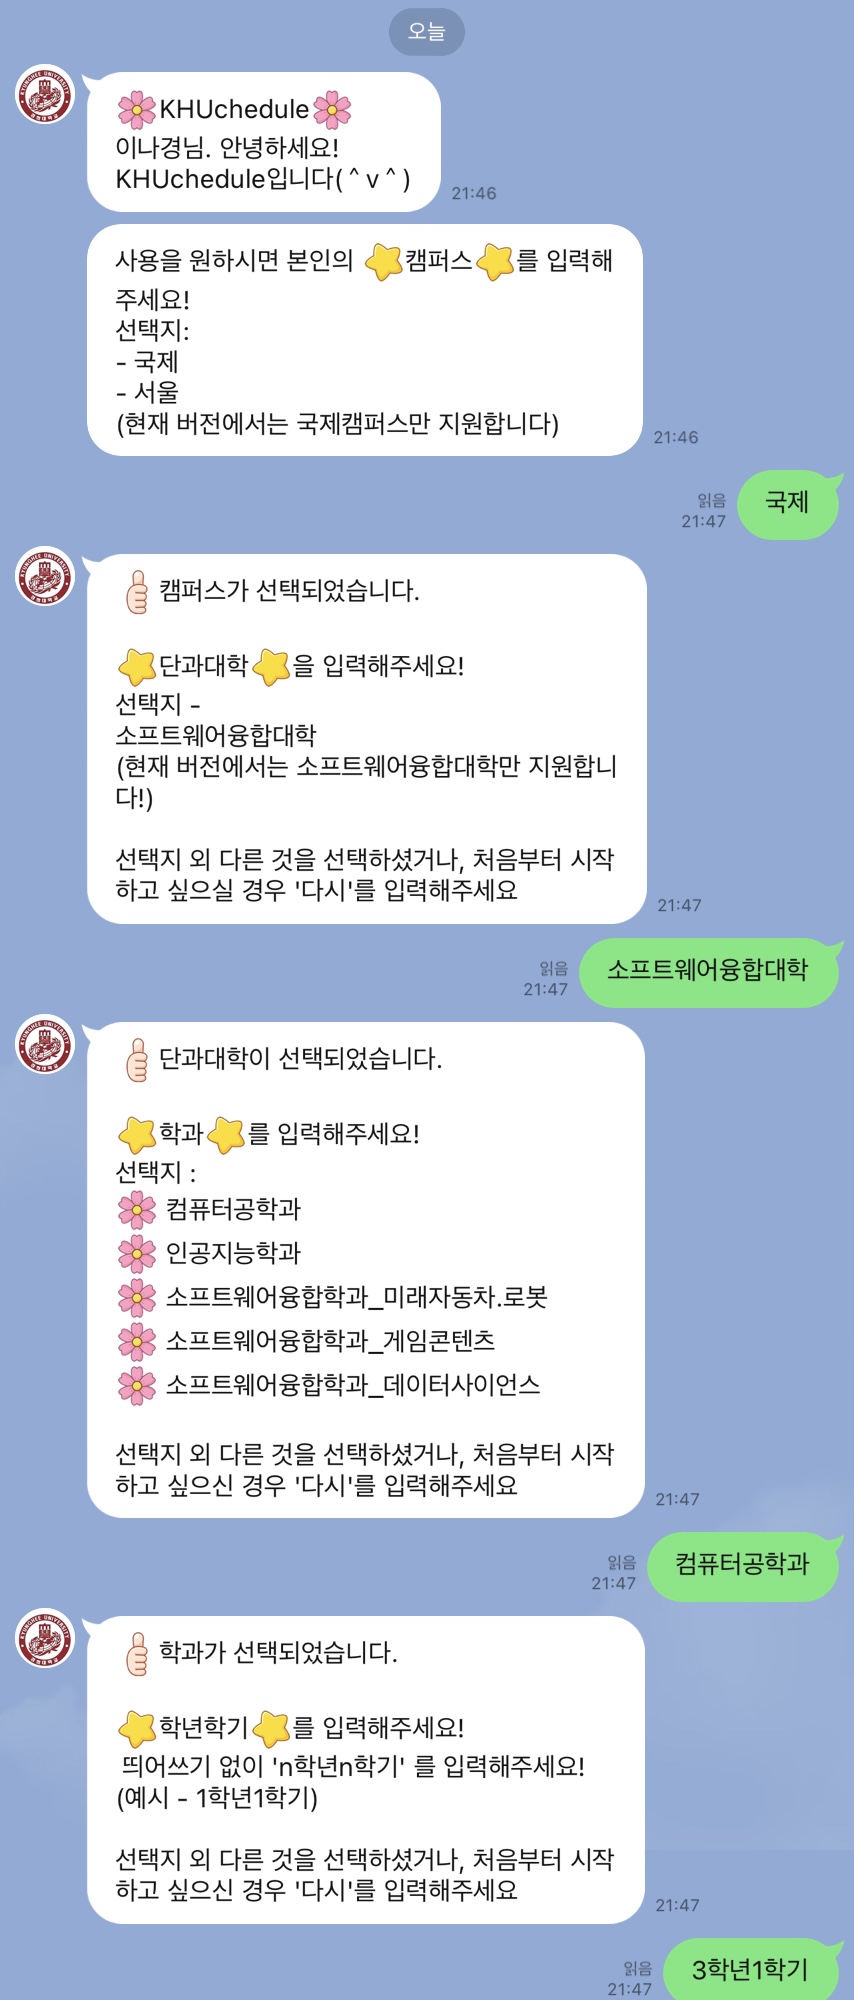 오늘
🌸KHUchedule🌸
이나경님. 안녕하세요!
KHUchedule입니다( ^ v ^ )
21:46
사용을 원하시면 본인의 ⭐캠퍼스⭐를 입력해
주세요!
선택지:
- 국제
- 서울
(현재 버전에서는 국제캠퍼스만 지원합니다)
21:46
국제
읽음
21:47
👍캠퍼스가 선택되었습니다.
⭐단과대학⭐을 입력해주세요!
선택지 -
소프트웨어융합대학
(현재 버전에서는 소프트웨어융합대학만 지원합니
다!)
선택지 외 다른 것을 선택하셨거나, 처음부터 시작
하고 싶으실 경우 '다시'를 입력해주세요
21:47
소프트웨어융합대학
읽음
21:47
👍단과대학이 선택되었습니다.
⭐학과⭐를 입력해주세요!
선택지 :
🌸 컴퓨터공학과
🌸 인공지능학과
🌸 소프트웨어융합학과_미래자동차.로봇
🌸 소프트웨어융합학과_게임콘텐츠
🌸 소프트웨어융합학과_데이터사이언스
선택지 외 다른 것을 선택하셨거나, 처음부터 시작
하고 싶으신 경우 '다시'를 입력해주세요
21:47
컴퓨터공학과
읽음
21:47
👍학과가 선택되었습니다.
⭐학년학기⭐를 입력해주세요!
띄어쓰기 없이 'n학년n학기' 를 입력해주세요!
(예시 - 1학년1학기)
선택지 외 다른 것을 선택하셨거나, 처음부터 시작
하고 싶으신 경우 '다시'를 입력해주세요
21:47
3학년1학기
읽음
21:47